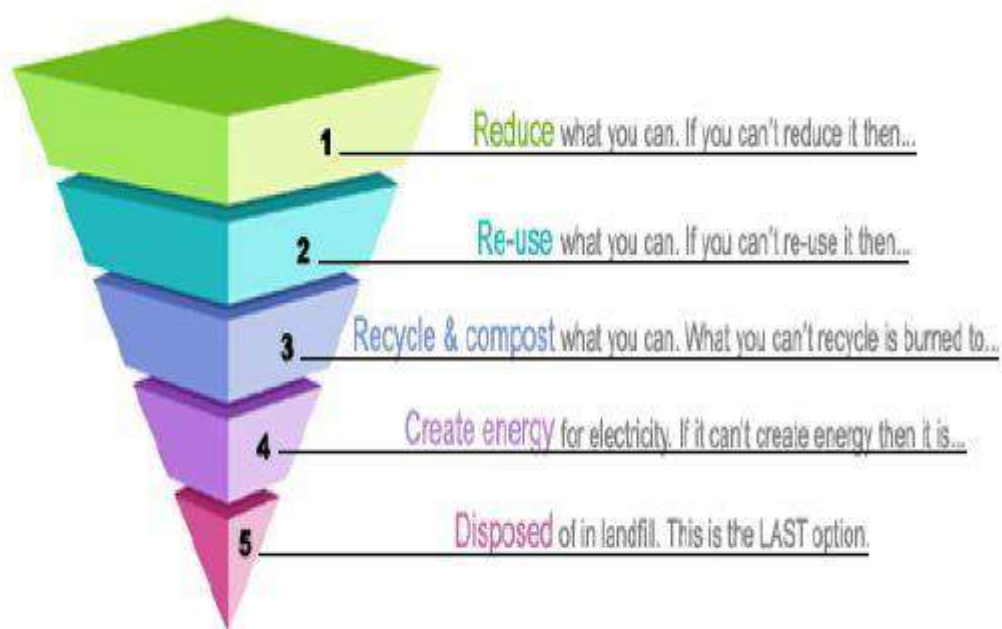 1 Reduce what you can. If you can't reduce it then...
2 Re-use what you can. If you can't re-use it then...
3 Recycle & compost what you can. What you can't recycle is burned to...
4 Create energy for electricity. If it can't create energy then it is...
5 Disposed of in landfill. This is the LAST option.